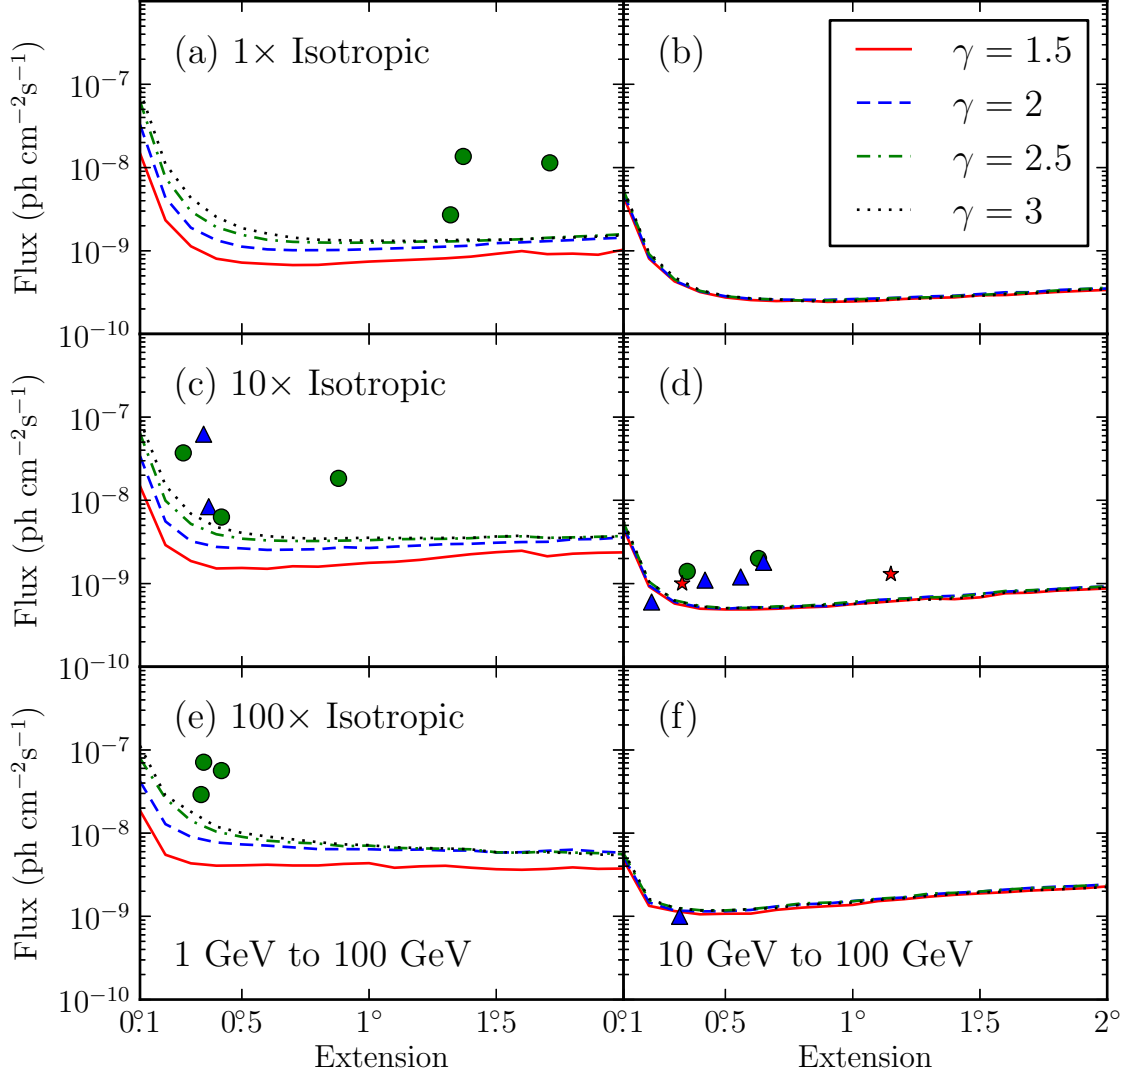 (a) 1× Isotropic
(b)
γ = 1.5
γ = 2
γ = 2.5
γ = 3
Flux (ph cm⁻²s⁻¹)
10⁻⁷
10⁻⁸
10⁻⁹
10⁻¹⁰
(c) 10× Isotropic
(d)
Flux (ph cm⁻²s⁻¹)
10⁻⁷
10⁻⁸
10⁻⁹
10⁻¹⁰
(e) 100× Isotropic
(f)
Flux (ph cm⁻²s⁻¹)
10⁻⁷
10⁻⁸
10⁻⁹
10⁻¹⁰
1 GeV to 100 GeV
10 GeV to 100 GeV
0°.1 0°.5 1° 1°.5 0°.1 0°.5 1° 1°.5 2°
Extension Extension